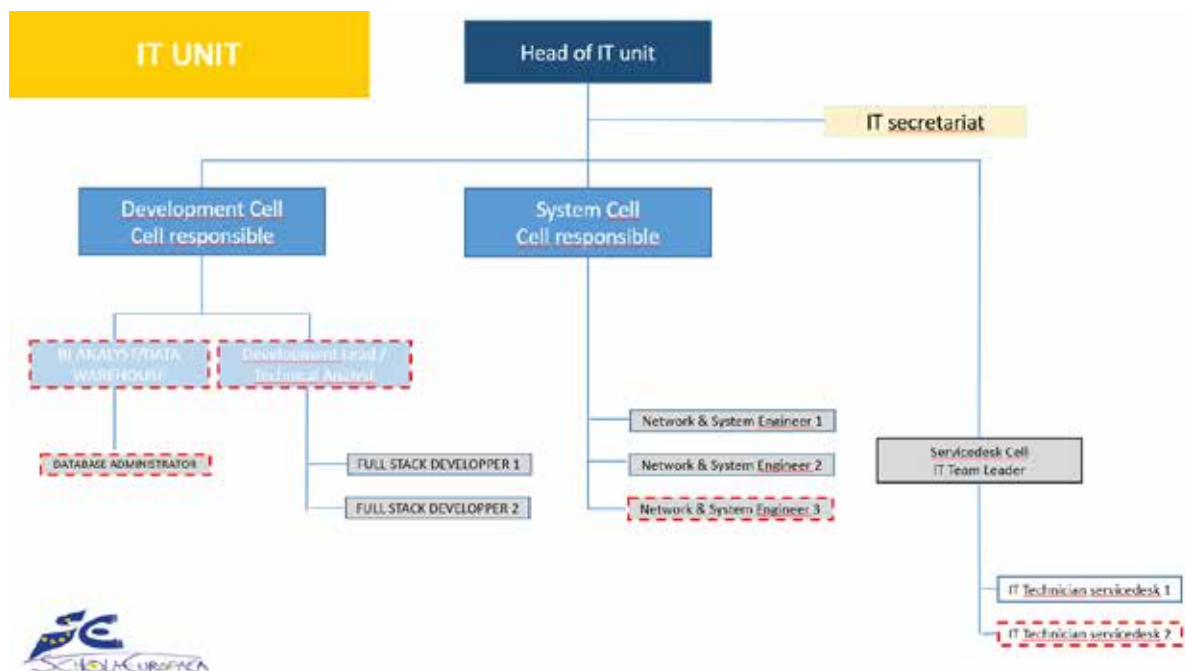 IT UNIT
Head of IT unit
IT secretariat
Development Cell
Cell responsible
System Cell
Cell responsible
BI ANALYST/DATA
WAREHOUSE
Development Lead /
Technical Analyst
DATABASE ADMINISTRATOR
FULL STACK DEVELOPPER 1
FULL STACK DEVELOPPER 2
Network & System Engineer 1
Network & System Engineer 2
Network & System Engineer 3
Servicedesk Cell
IT Team Leader
IT Technician servicedesk 1
IT Technician servicedesk 2
SCHOLAEUROPAEA